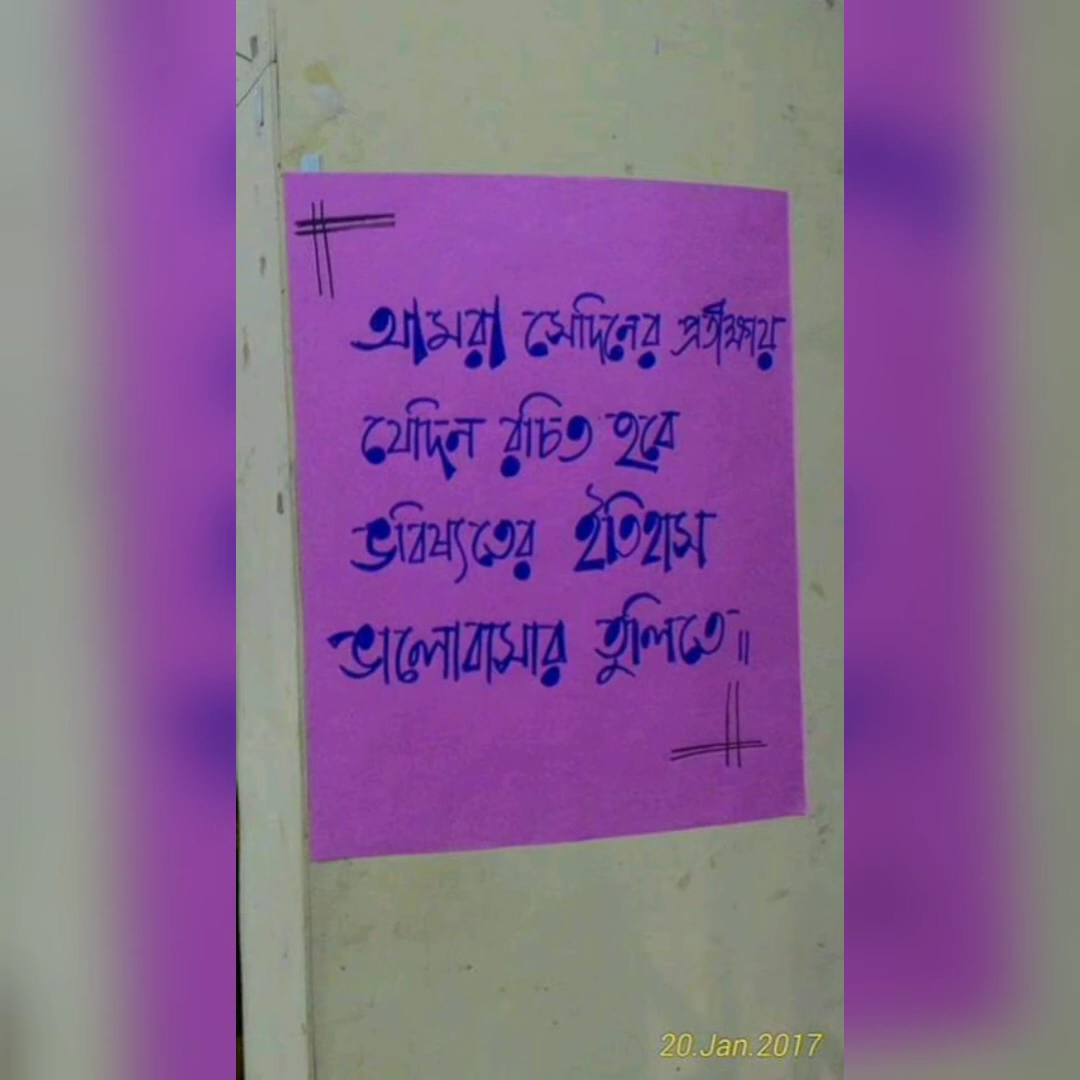 আমরা সেদিনের প্রতীক্ষায়
যেদিন রচিত হবে
ভবিষ্যতের ইতিহাস
ভালোবাসার তুলিতে॥
20.Jan.2017